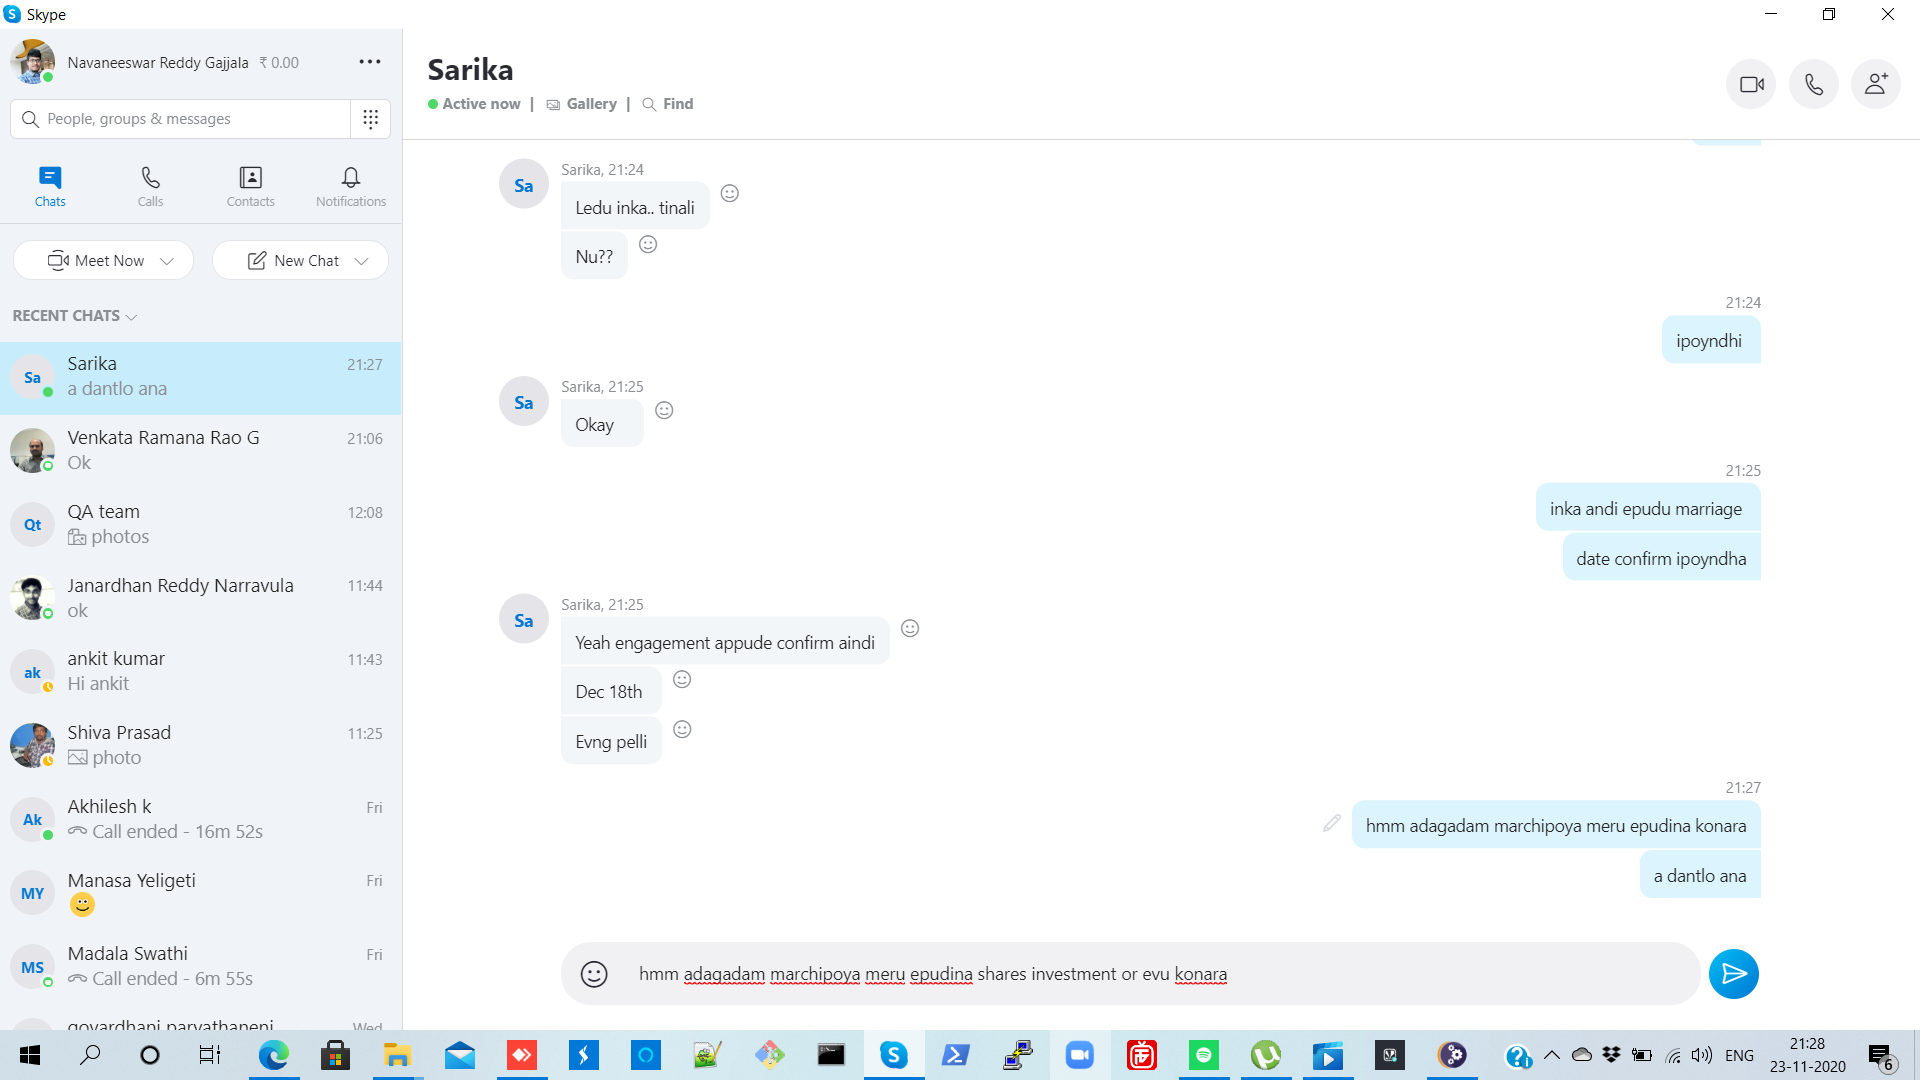 Skype
Navaneeswar Reddy Gajjala ₹ 0.00
People, groups & messages
Chats Calls Contacts Notifications
Meet Now New Chat
RECENT CHATS
Sa Sarika 21:27
a dantlo ana
Venkata Ramana Rao G 21:06
Ok
Qt QA team 12:08
photos
Janardhan Reddy Narravula 11:44
ok
ak ankit kumar 11:43
Hi ankit
Shiva Prasad 11:25
photo
Ak Akhilesh k Fri
Call ended - 16m 52s
MY Manasa Yeligeti Fri
MS Madala Swathi Fri
Call ended - 6m 55s
govardhani parvathaneni Wed
Sarika
Active now | Gallery | Find
Sarika, 21:24
Sa
Ledu inka.. tinali
Nu??
21:24
ipoyndhi
Sarika, 21:25
Sa
Okay
21:25
inka andi epudu marriage
date confirm ipoyndha
Sarika, 21:25
Sa
Yeah engagement appude confirm aindi
Dec 18th
Evng pelli
21:27
hmm adagadam marchipoya meru epudina konara
a dantlo ana
hmm adagadam marchipoya meru epudina shares investment or evu konara
ENG
21:28
23-11-2020
6